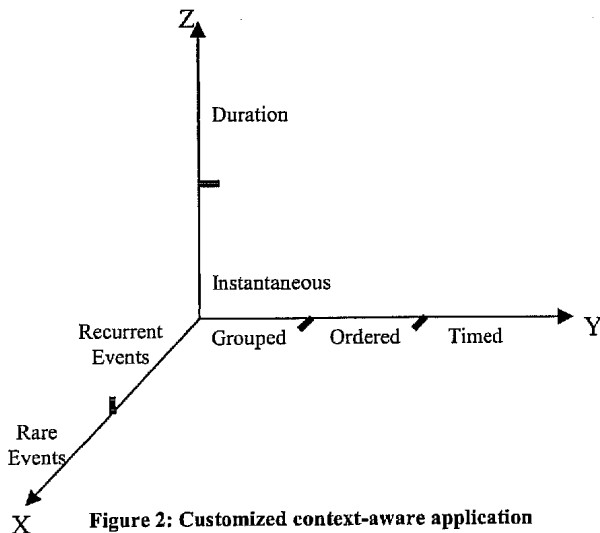 Z
Duration
Instantaneous
Y
Grouped Ordered Timed
Recurrent
Events
Rare
Events
X
Figure 2: Customized context-aware application